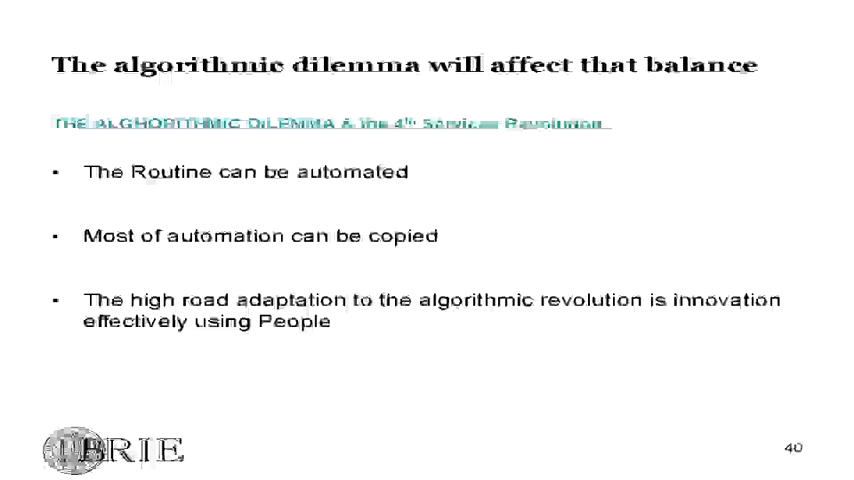 The algorithmic dilemma will affect that balance
THE ALGHORITHMIC DILEMMA & the 4th Services Revolution
• The Routine can be automated
• Most of automation can be copied
• The high road adaptation to the algorithmic revolution is innovation
effectively using People
BRIE
40